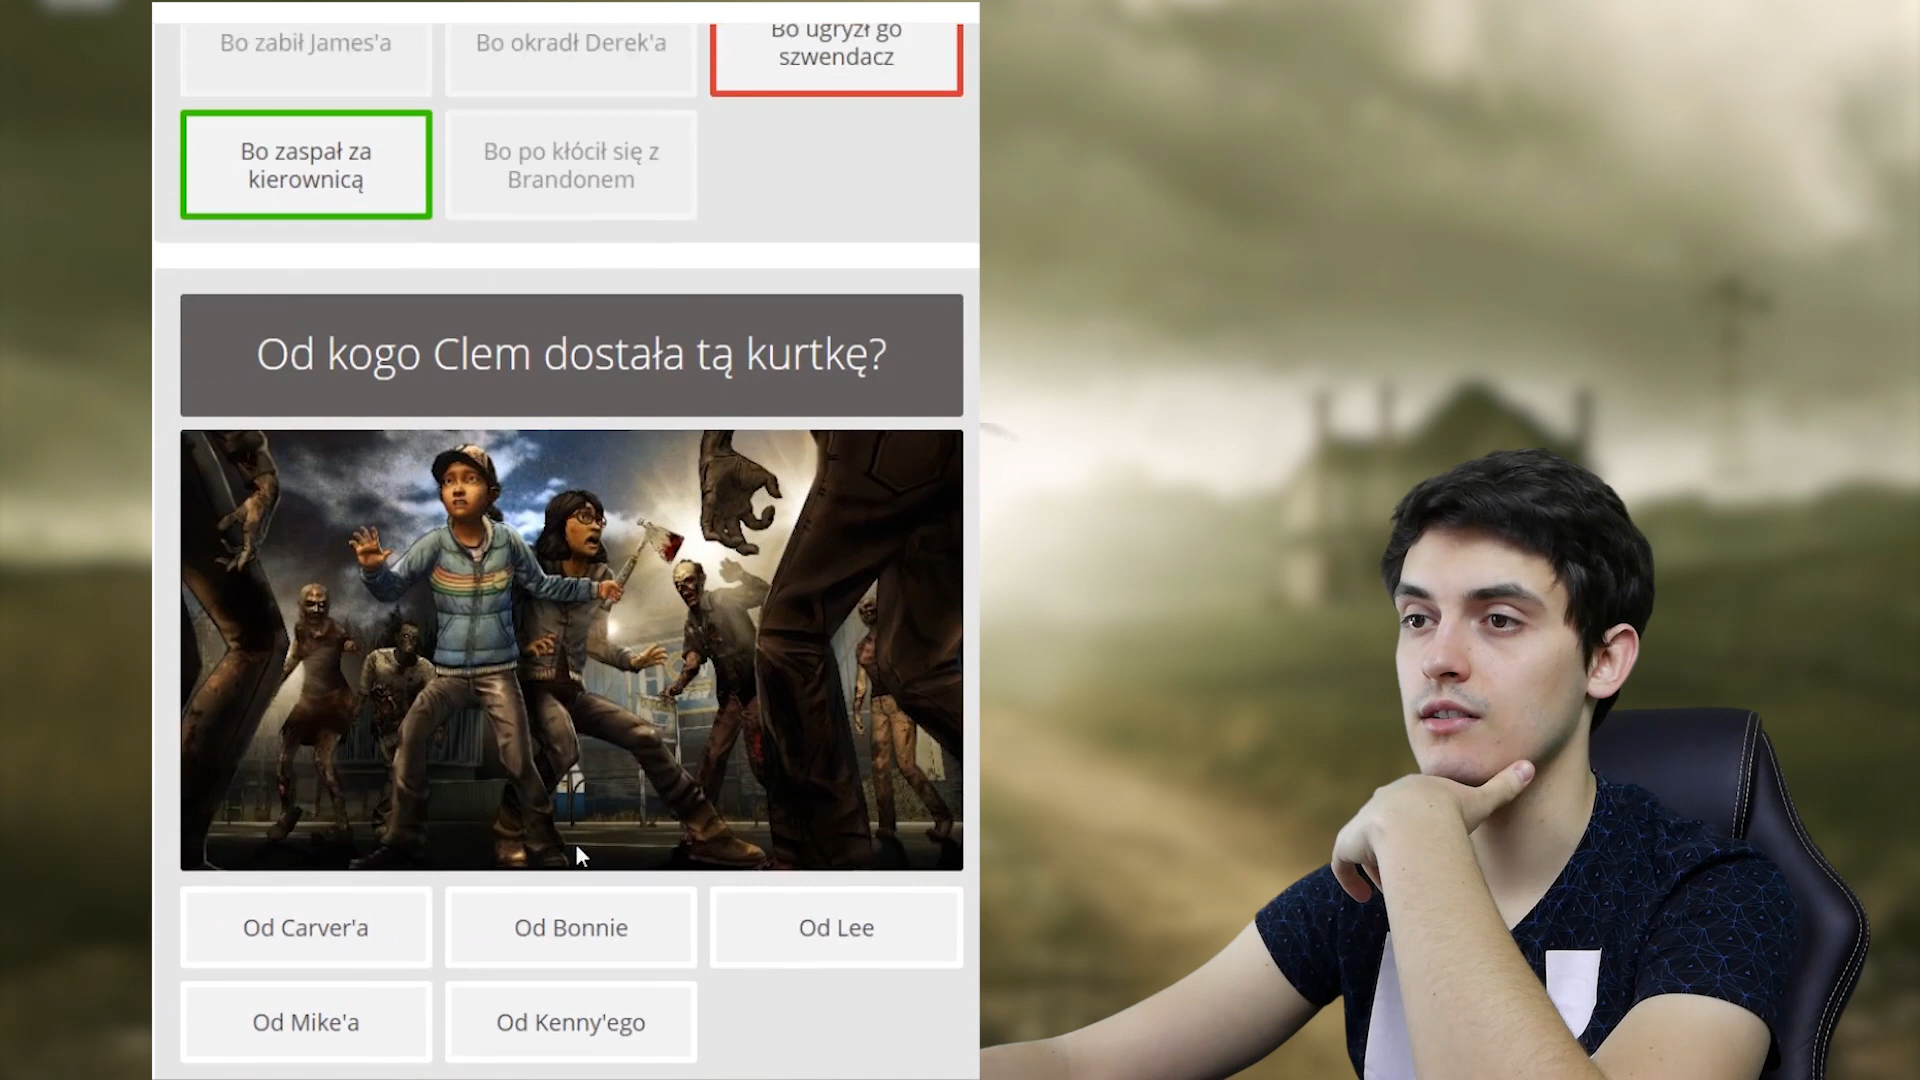 Bo zabił James'a
Bo okradł Derek'a
Bo ugryzł go
szwendacz
Bo zaspał za
kierownicą
Bo po kłócił się z
Brandonem
Od kogo Clem dostała tą kurtkę?
Od Carver'a
Od Bonnie
Od Lee
Od Mike'a
Od Kenny'ego